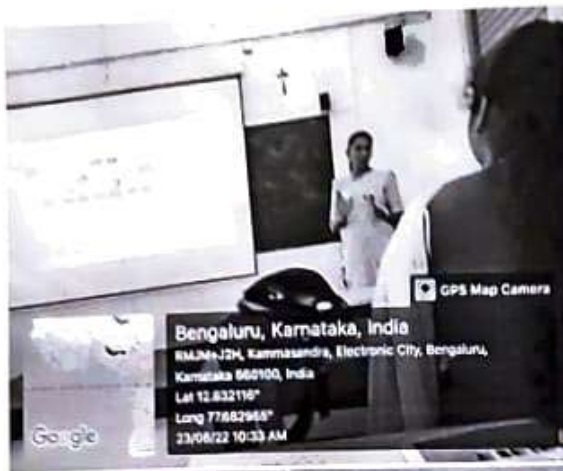 GPS Map Camera
Bengaluru, Karnataka, India
RMJM+J2H, Kammasandra, Electronic City, Bengaluru,
Karnataka 560100, India
Lat 12.832116°
Long 77.682965°
23/06/22 10:33 AM
Google